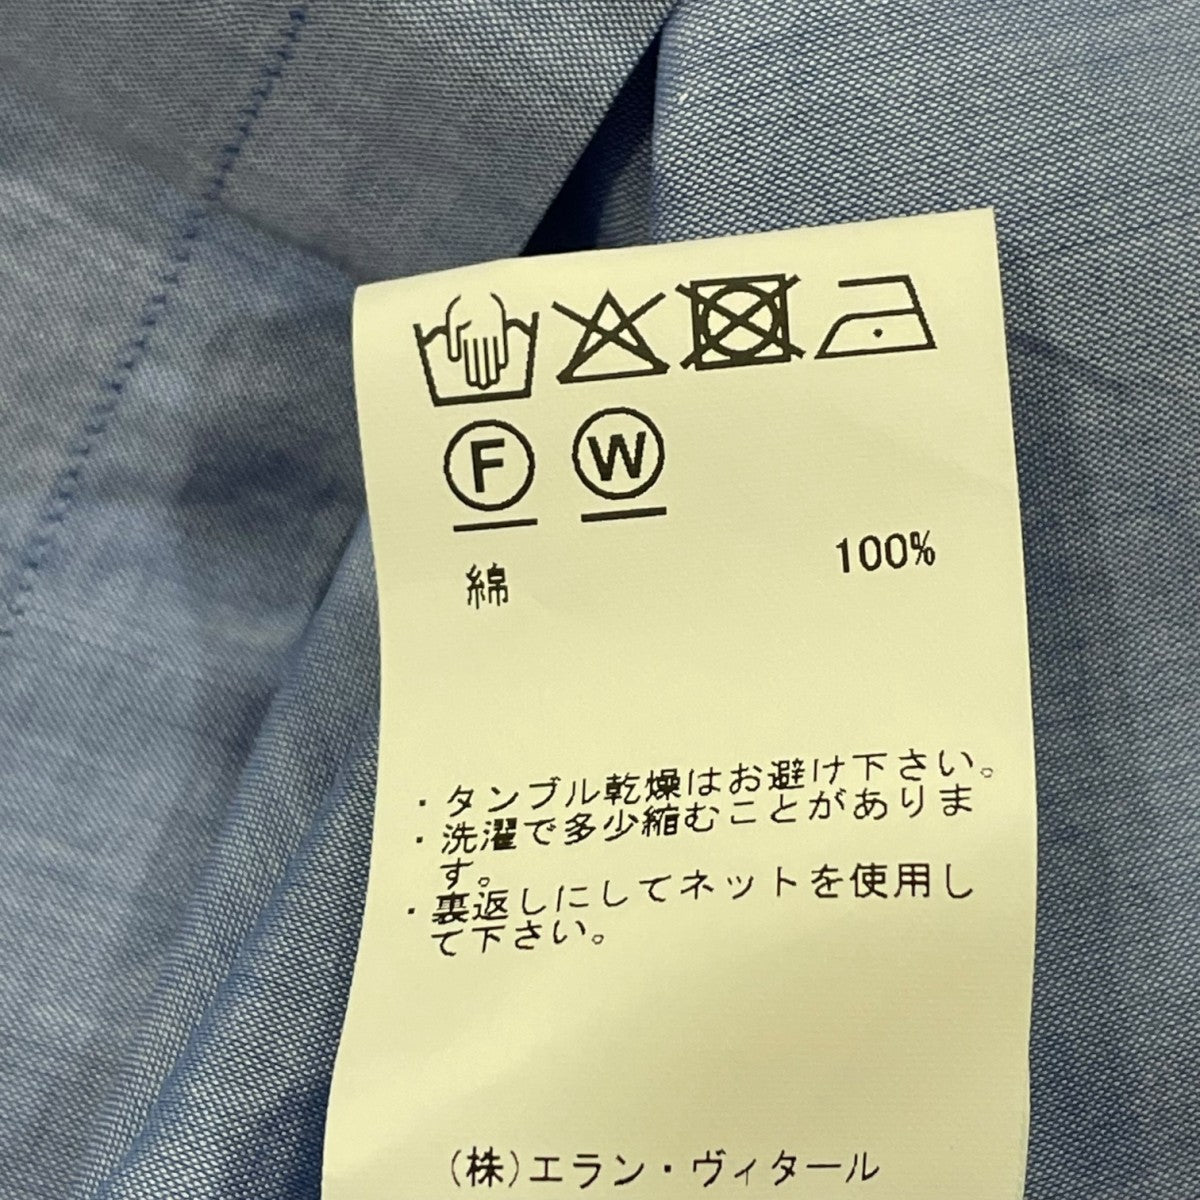 F W
綿 100%
・タンブル乾燥はお避け下さい。
・洗濯で多少縮むことがありま
す。
・裏返しにしてネットを使用し
て下さい。
(株)エラン・ヴィタール